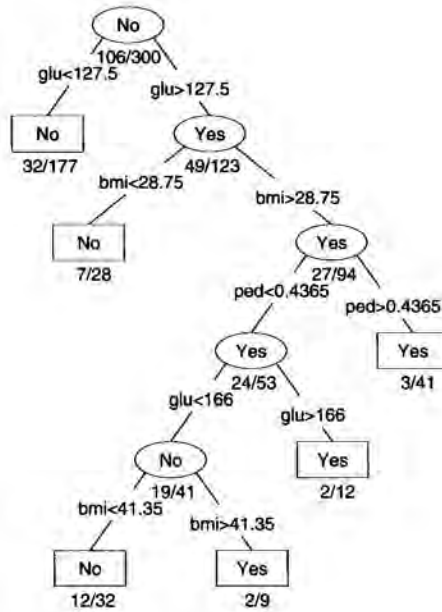 No
106/300
glu<127.5
glu>127.5
No
Yes
32/177
49/123
bmi<28.75
bmi>28.75
No
Yes
7/28
27/94
ped<0.4365
ped>0.4365
Yes
Yes
24/53
3/41
glu<166
glu>166
No
Yes
19/41
2/12
bmi<41.35
bmi>41.35
No
Yes
12/32
2/9